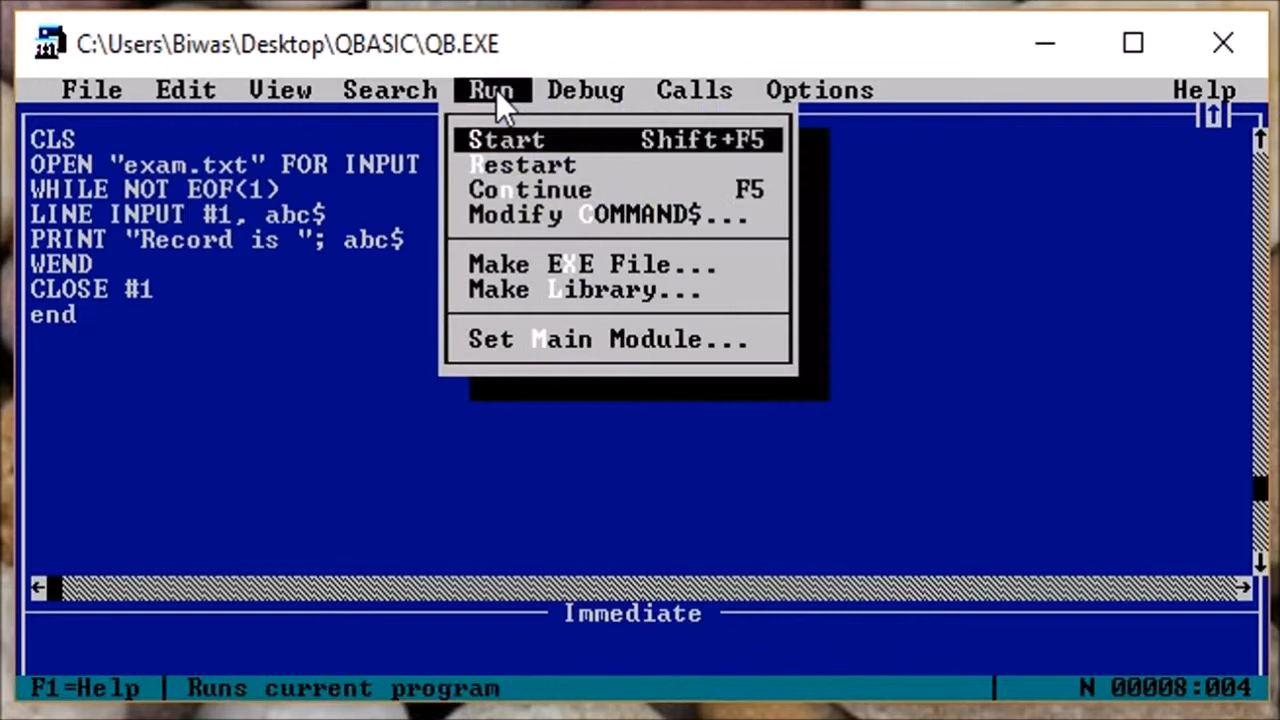 C:\Users\Biwas\Desktop\QBASIC\QB.EXE
File Edit View Search Run Debug Calls Options Help
CLS
OPEN "exam.txt" FOR INPUT
WHILE NOT EOF(1)
LINE INPUT #1, abc$
PRINT "Record is "; abc$
WEND
CLOSE #1
end
Start Shift+F5
Restart
Continue F5
Modify COMMAND$...
Make EXE File...
Make Library...
Set Main Module...
Immediate
F1=Help | Runs current program N 00008:004